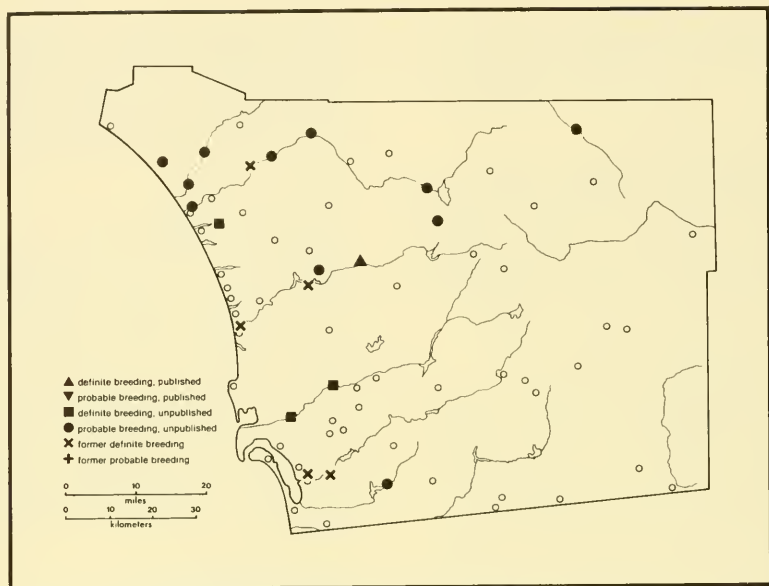 definite breeding, published
probable breeding, published
definite breeding, unpublished
probable breeding, unpublished
former definite breeding
former probable breeding
0 10 20
miles
0 10 20 30
kilometers